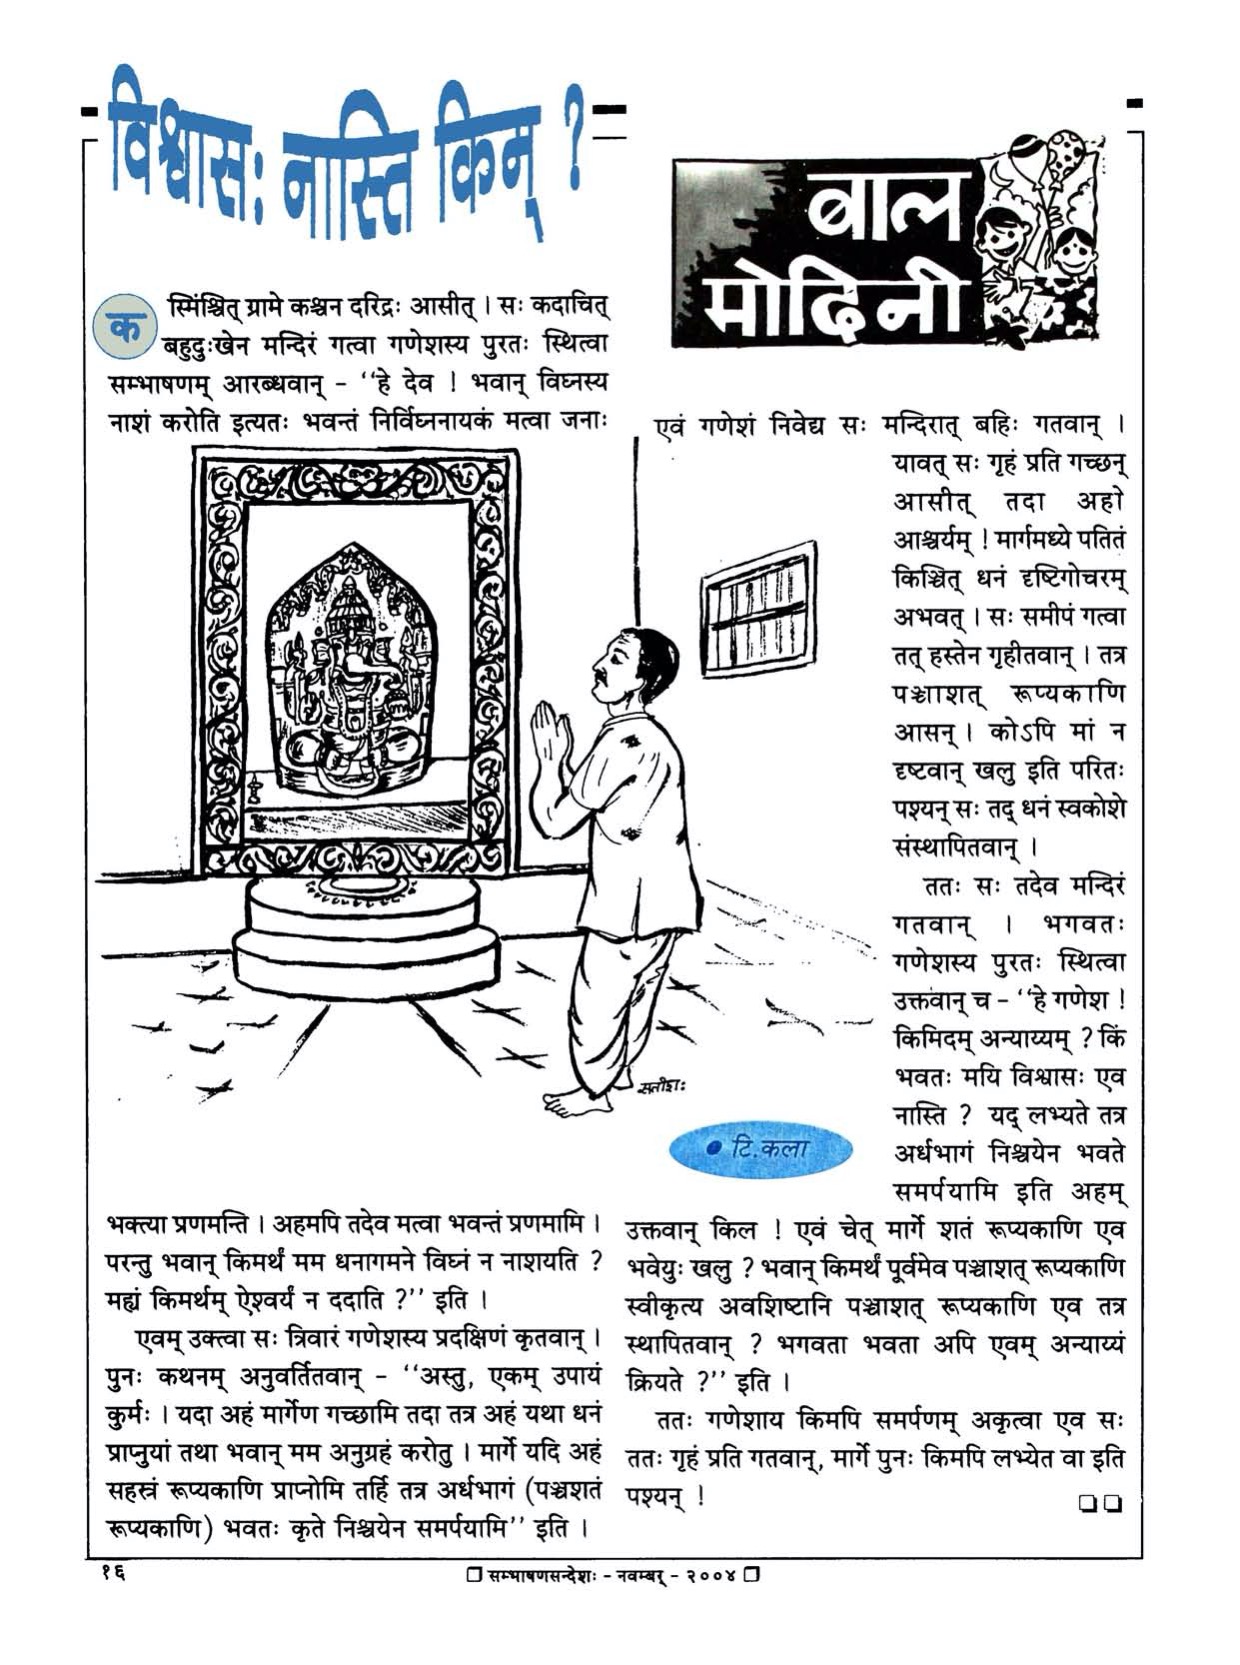 विश्वासः नास्ति किम् ?
बाल
मोदिनी
कस्मिंश्चित् ग्रामे कश्चन दरिद्रः आसीत् । सः कदाचित्
बहुदुःखेन मन्दिरं गत्वा गणेशस्य पुरतः स्थित्वा
सम्भाषणम् आरब्धवान् - ‘‘हे देव ! भवान् विघ्नस्य
नाशं करोति इत्यतः भवन्तं निर्विघ्ननायकं मत्वा जनाः
सतीशः
टि.कला
भक्त्या प्रणमन्ति । अहमपि तदेव मत्वा भवन्तं प्रणमामि ।
परन्तु भवान् किमर्थं मम धनागमने विघ्नं न नाशयति ?
मह्यं किमर्थम् ऐश्वर्यं न ददाति ?’’ इति ।
एवम् उक्त्वा सः त्रिवारं गणेशस्य प्रदक्षिणं कृतवान् ।
पुनः कथनम् अनुवर्तितवान् - ‘‘अस्तु, एकम् उपायं
कुर्मः । यदा अहं मार्गेण गच्छामि तदा तत्र अहं यथा धनं
प्राप्नुयां तथा भवान् मम अनुग्रहं करोतु । मार्गे यदि अहं
सहस्रं रूप्यकाणि प्राप्नोमि तर्हि तत्र अर्धभागं (पञ्चशतं
रूप्यकाणि) भवतः कृते निश्चयेन समर्पयामि’’ इति ।
एवं गणेशं निवेद्य सः मन्दिरात् बहिः गतवान् ।
यावत् सः गृहं प्रति गच्छन्
आसीत् तदा अहो
आश्चर्यम् ! मार्गमध्ये पतितं
किञ्चित् धनं दृष्टिगोचरम्
अभवत् । सः समीपं गत्वा
तत् हस्तेन गृहीतवान् । तत्र
पञ्चाशत् रूप्यकाणि
आसन् । कोऽपि मां न
दृष्टवान् खलु इति परितः
पश्यन् सः तद् धनं स्वकोशे
संस्थापितवान् ।
ततः सः तदेव मन्दिरं
गतवान् । भगवतः
गणेशस्य पुरतः स्थित्वा
उक्तवान् च - ‘‘हे गणेश !
किमिदम् अन्याय्यम् ? किं
भवतः मयि विश्वासः एव
नास्ति ? यद् लभ्यते तत्र
अर्धभागं निश्चयेन भवते
समर्पयामि इति अहम्
उक्तवान् किल ! एवं चेत् मार्गे शतं रूप्यकाणि एव
भवेयुः खलु ? भवान् किमर्थं पूर्वमेव पञ्चाशत् रूप्यकाणि
स्वीकृत्य अवशिष्टानि पञ्चाशत् रूप्यकाणि एव तत्र
स्थापितवान् ? भगवता भवता अपि एवम् अन्याय्यं
क्रियते ?’’ इति ।
ततः गणेशाय किमपि समर्पणम् अकृत्वा एव सः
ततः गृहं प्रति गतवान्, मार्गे पुनः किमपि लभ्येत वा इति
पश्यन् !
१६
सम्भाषणसन्देशः - नवम्बर् - २००४